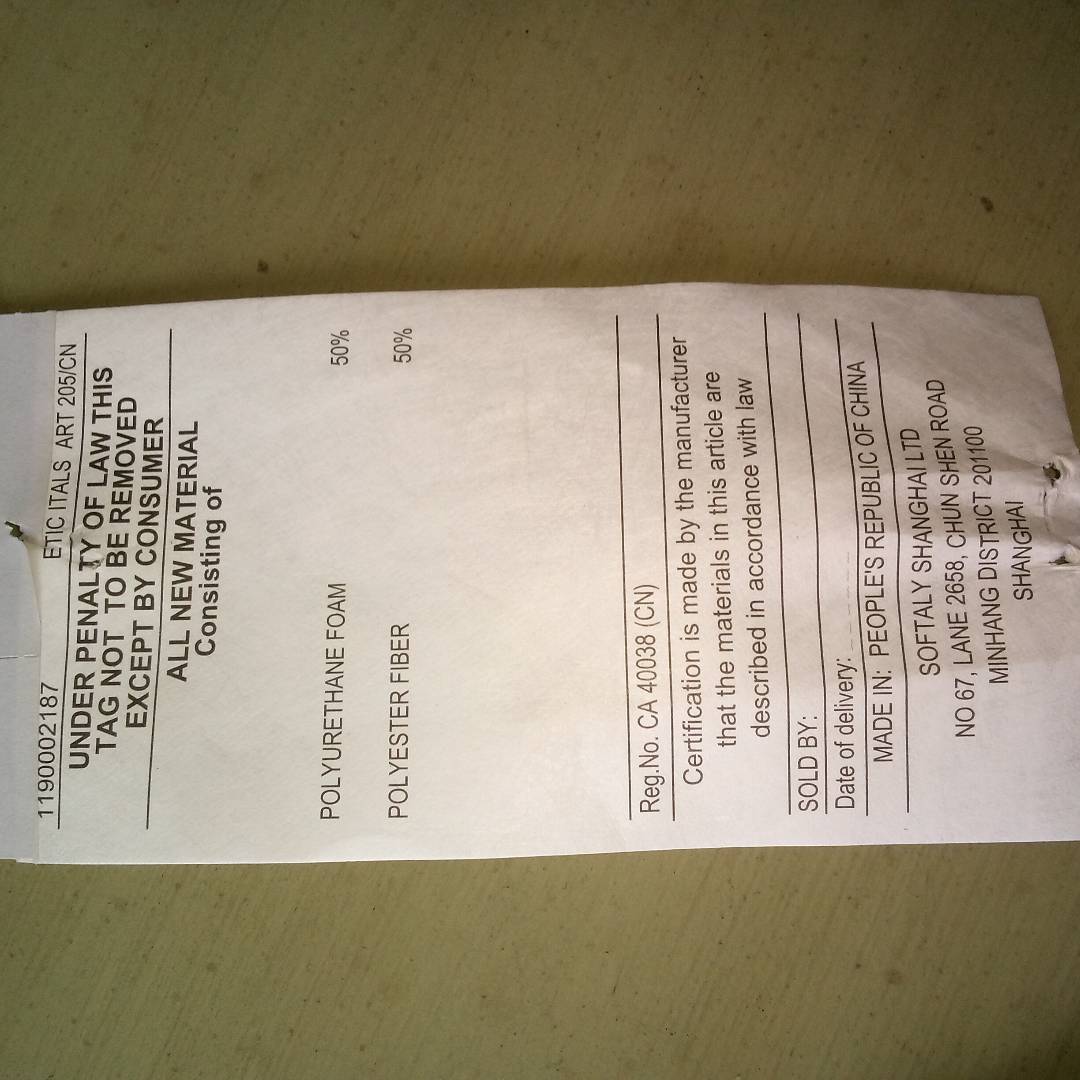 1190002187 ETIC ITALS ART 205/CN
UNDER PENALTY OF LAW THIS
TAG NOT TO BE REMOVED
EXCEPT BY CONSUMER
ALL NEW MATERIAL
Consisting of
POLYURETHANE FOAM 50%
POLYESTER FIBER 50%
Reg.No. CA 40038 (CN)
Certification is made by the manufacturer
that the materials in this article are
described in accordance with law
SOLD BY:
Date of delivery:
MADE IN: PEOPLE'S REPUBLIC OF CHINA
SOFTALY SHANGHAI LTD
NO 67, LANE 2658, CHUN SHEN ROAD
MINHANG DISTRICT 201100
SHANGHAI